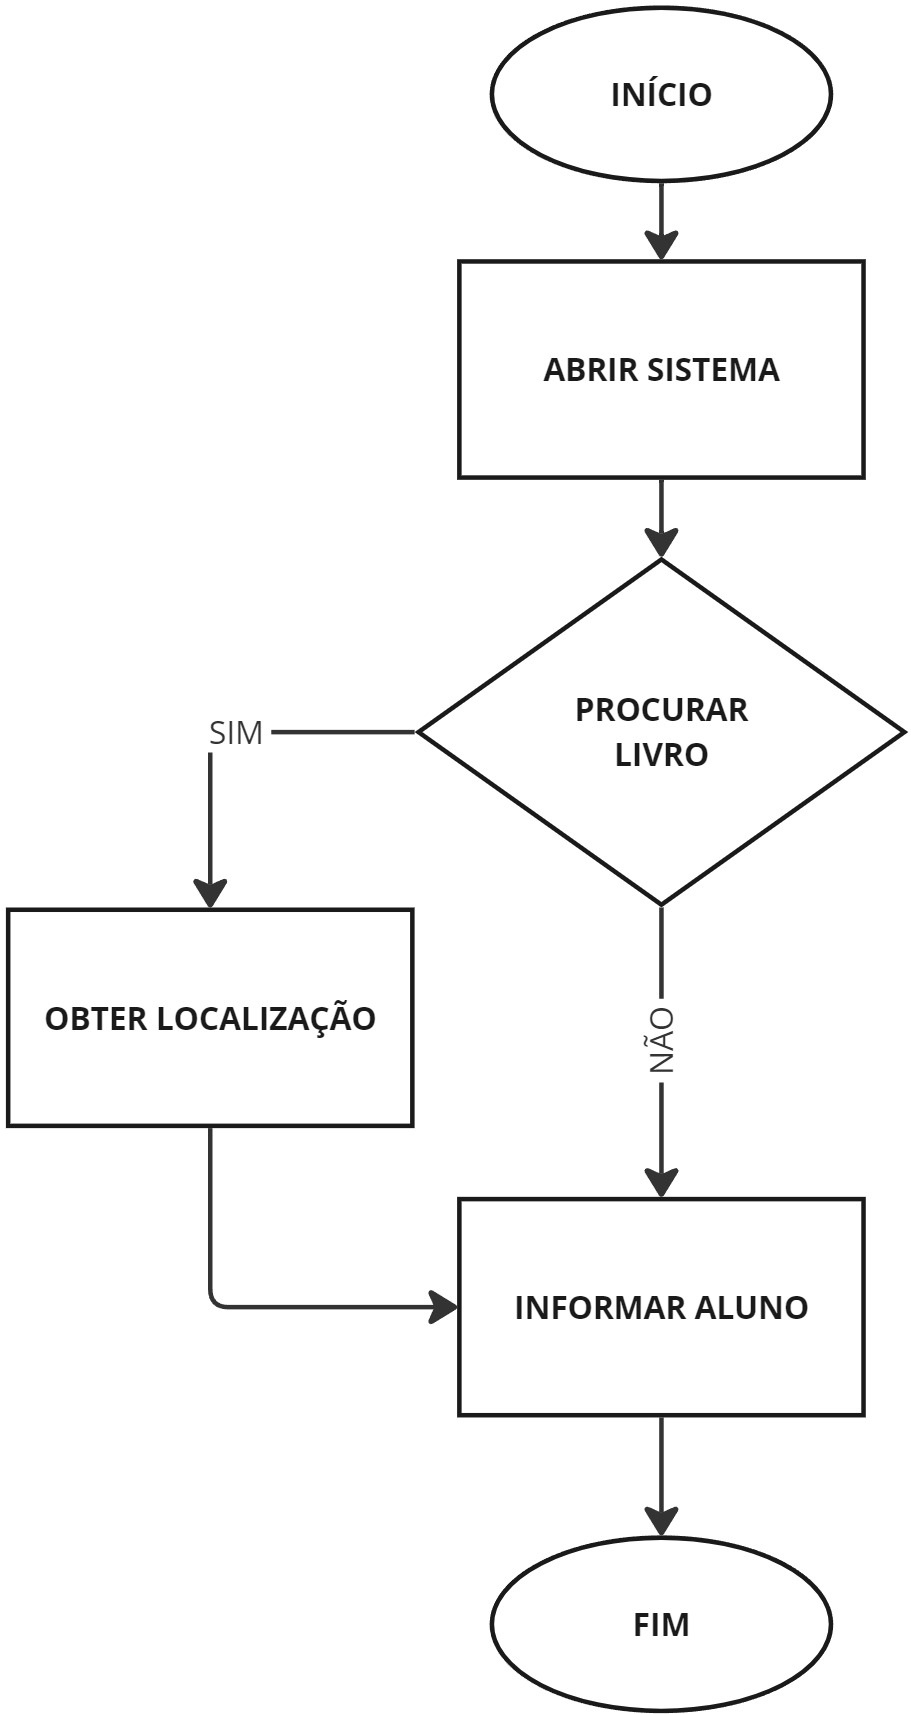 INÍCIO
ABRIR SISTEMA
PROCURAR
LIVRO
SIM
OBTER LOCALIZAÇÃO
NÃO
INFORMAR ALUNO
FIM